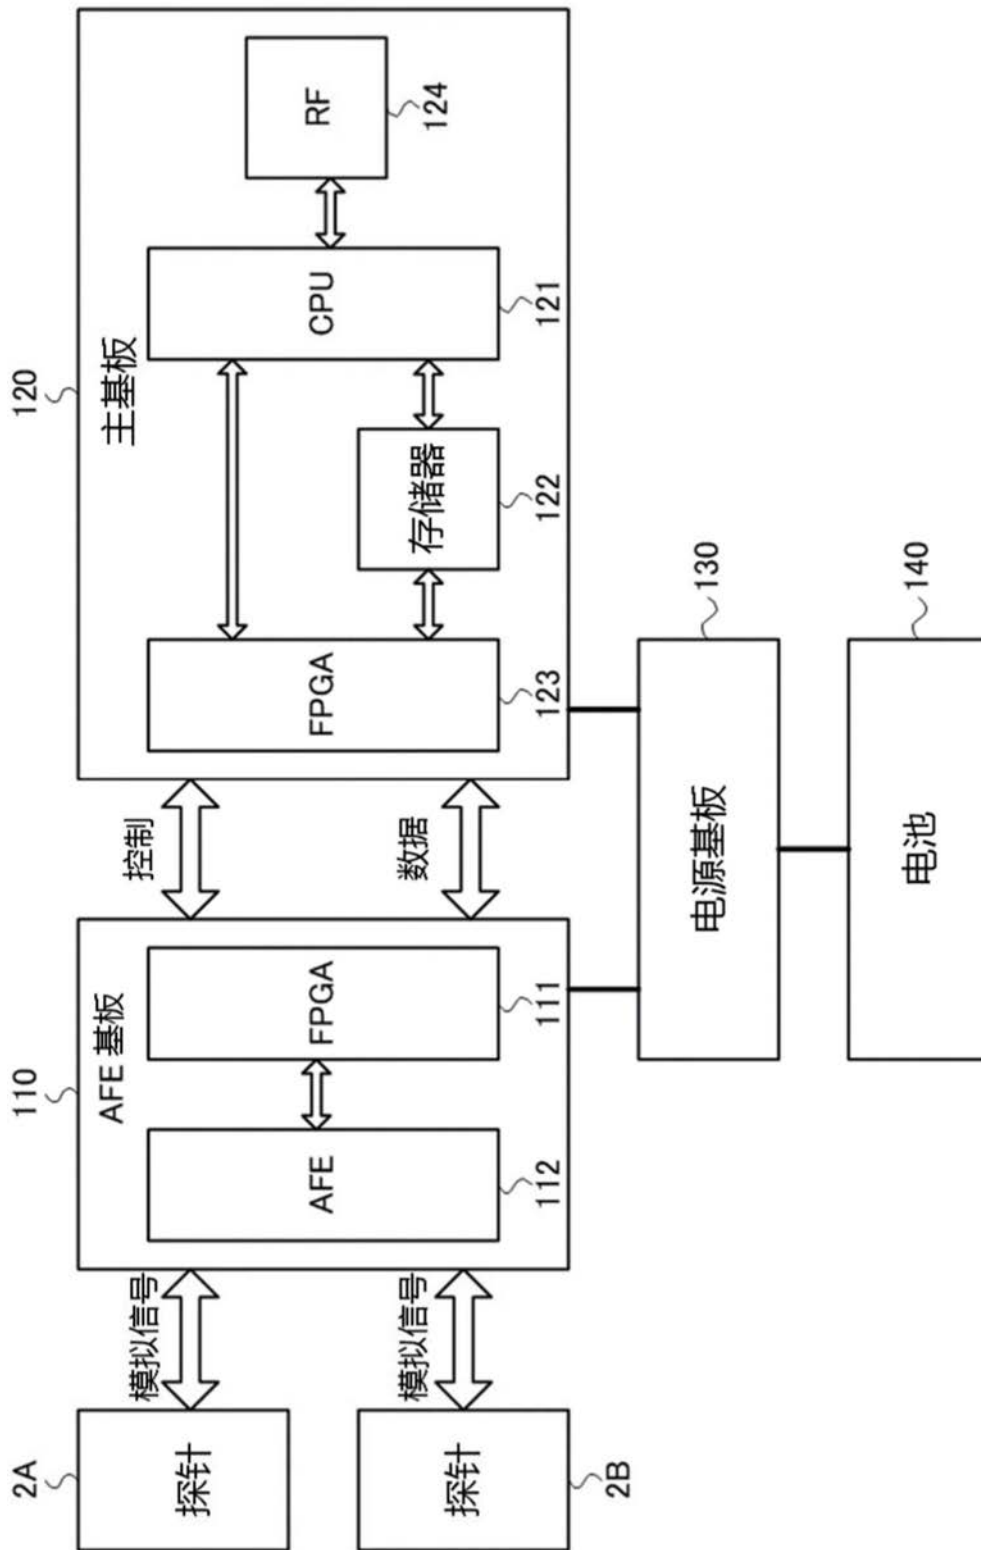 120
主基板
RF
124
CPU
121
存储器
122
FPGA
123
控制
数据
110
AFE 基板
FPGA
111
AFE
112
模拟信号
模拟信号
2A
探针
探针
2B
130
电源基板
140
电池